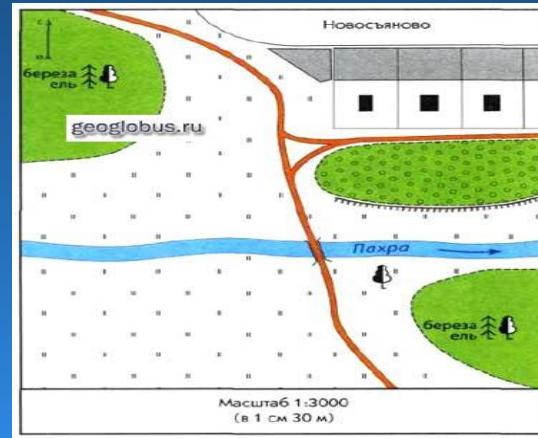 Новосъяново
С
Ю
береза
ель
geoglobus.ru
Пахра
береза
ель
Масштаб 1:3000
(в 1 см 30 м)